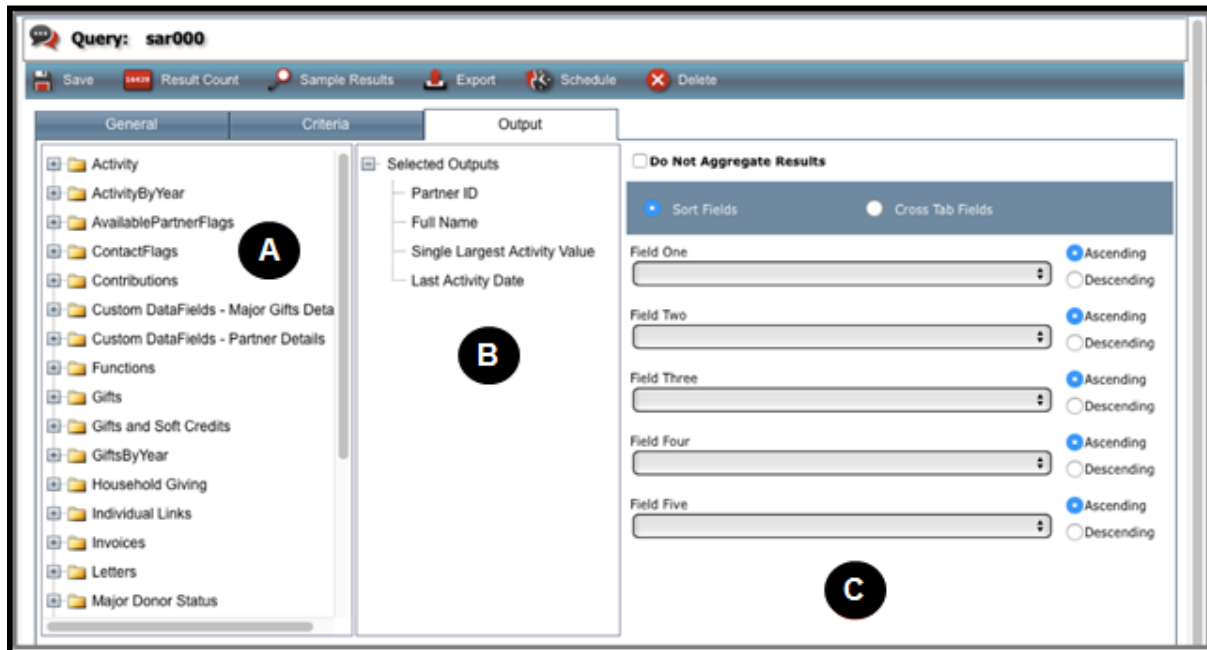 Query: sar000
Save 16429 Result Count Sample Results Export Schedule Delete
General Criteria Output
Activity
ActivityByYear
AvailablePartnerFlags
ContactFlags
Contributions
Custom DataFields - Major Gifts Deta
Custom DataFields - Partner Details
Functions
Gifts
Gifts and Soft Credits
GiftsByYear
Household Giving
Individual Links
Invoices
Letters
Major Donor Status
A
Selected Outputs
Partner ID
Full Name
Single Largest Activity Value
Last Activity Date
B
Do Not Aggregate Results
Sort Fields Cross Tab Fields
Field One
Ascending
Descending
Field Two
Ascending
Descending
Field Three
Ascending
Descending
Field Four
Ascending
Descending
Field Five
Ascending
Descending
C